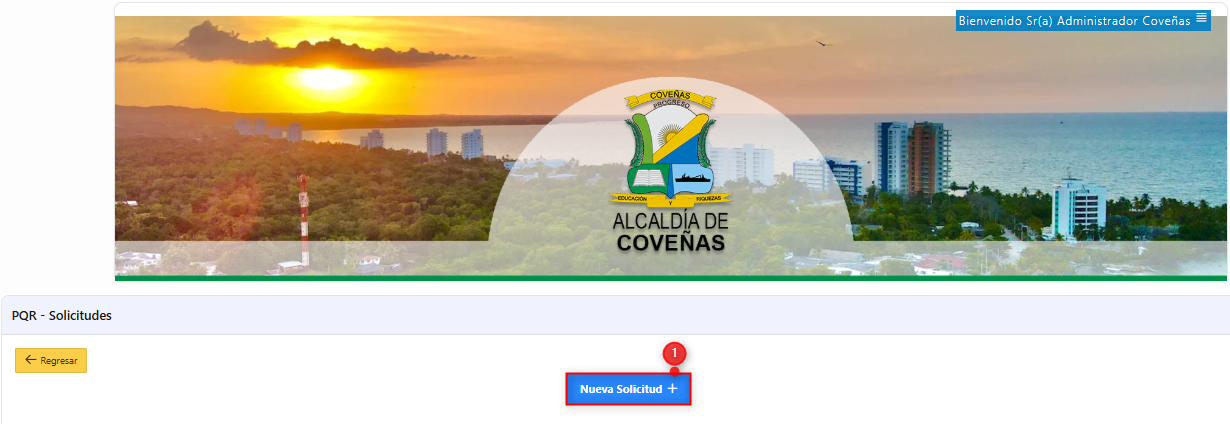 Bienvenido Sr(a) Administrador Coveñas
COVEÑAS
PROGRESO
EDUCACIÓN Y RIQUEZAS
ALCALDÍA DE
COVEÑAS
PQR - Solicitudes
Regresar
1
Nueva Solicitud +